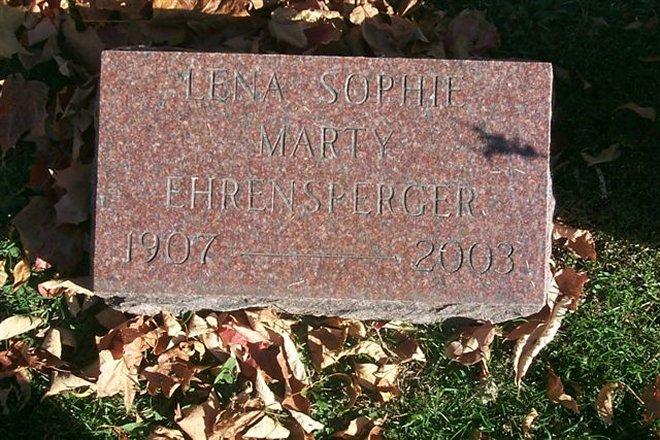 LENA SOPHIE
MARTY
EHRENSPERGER
1907 — 2003